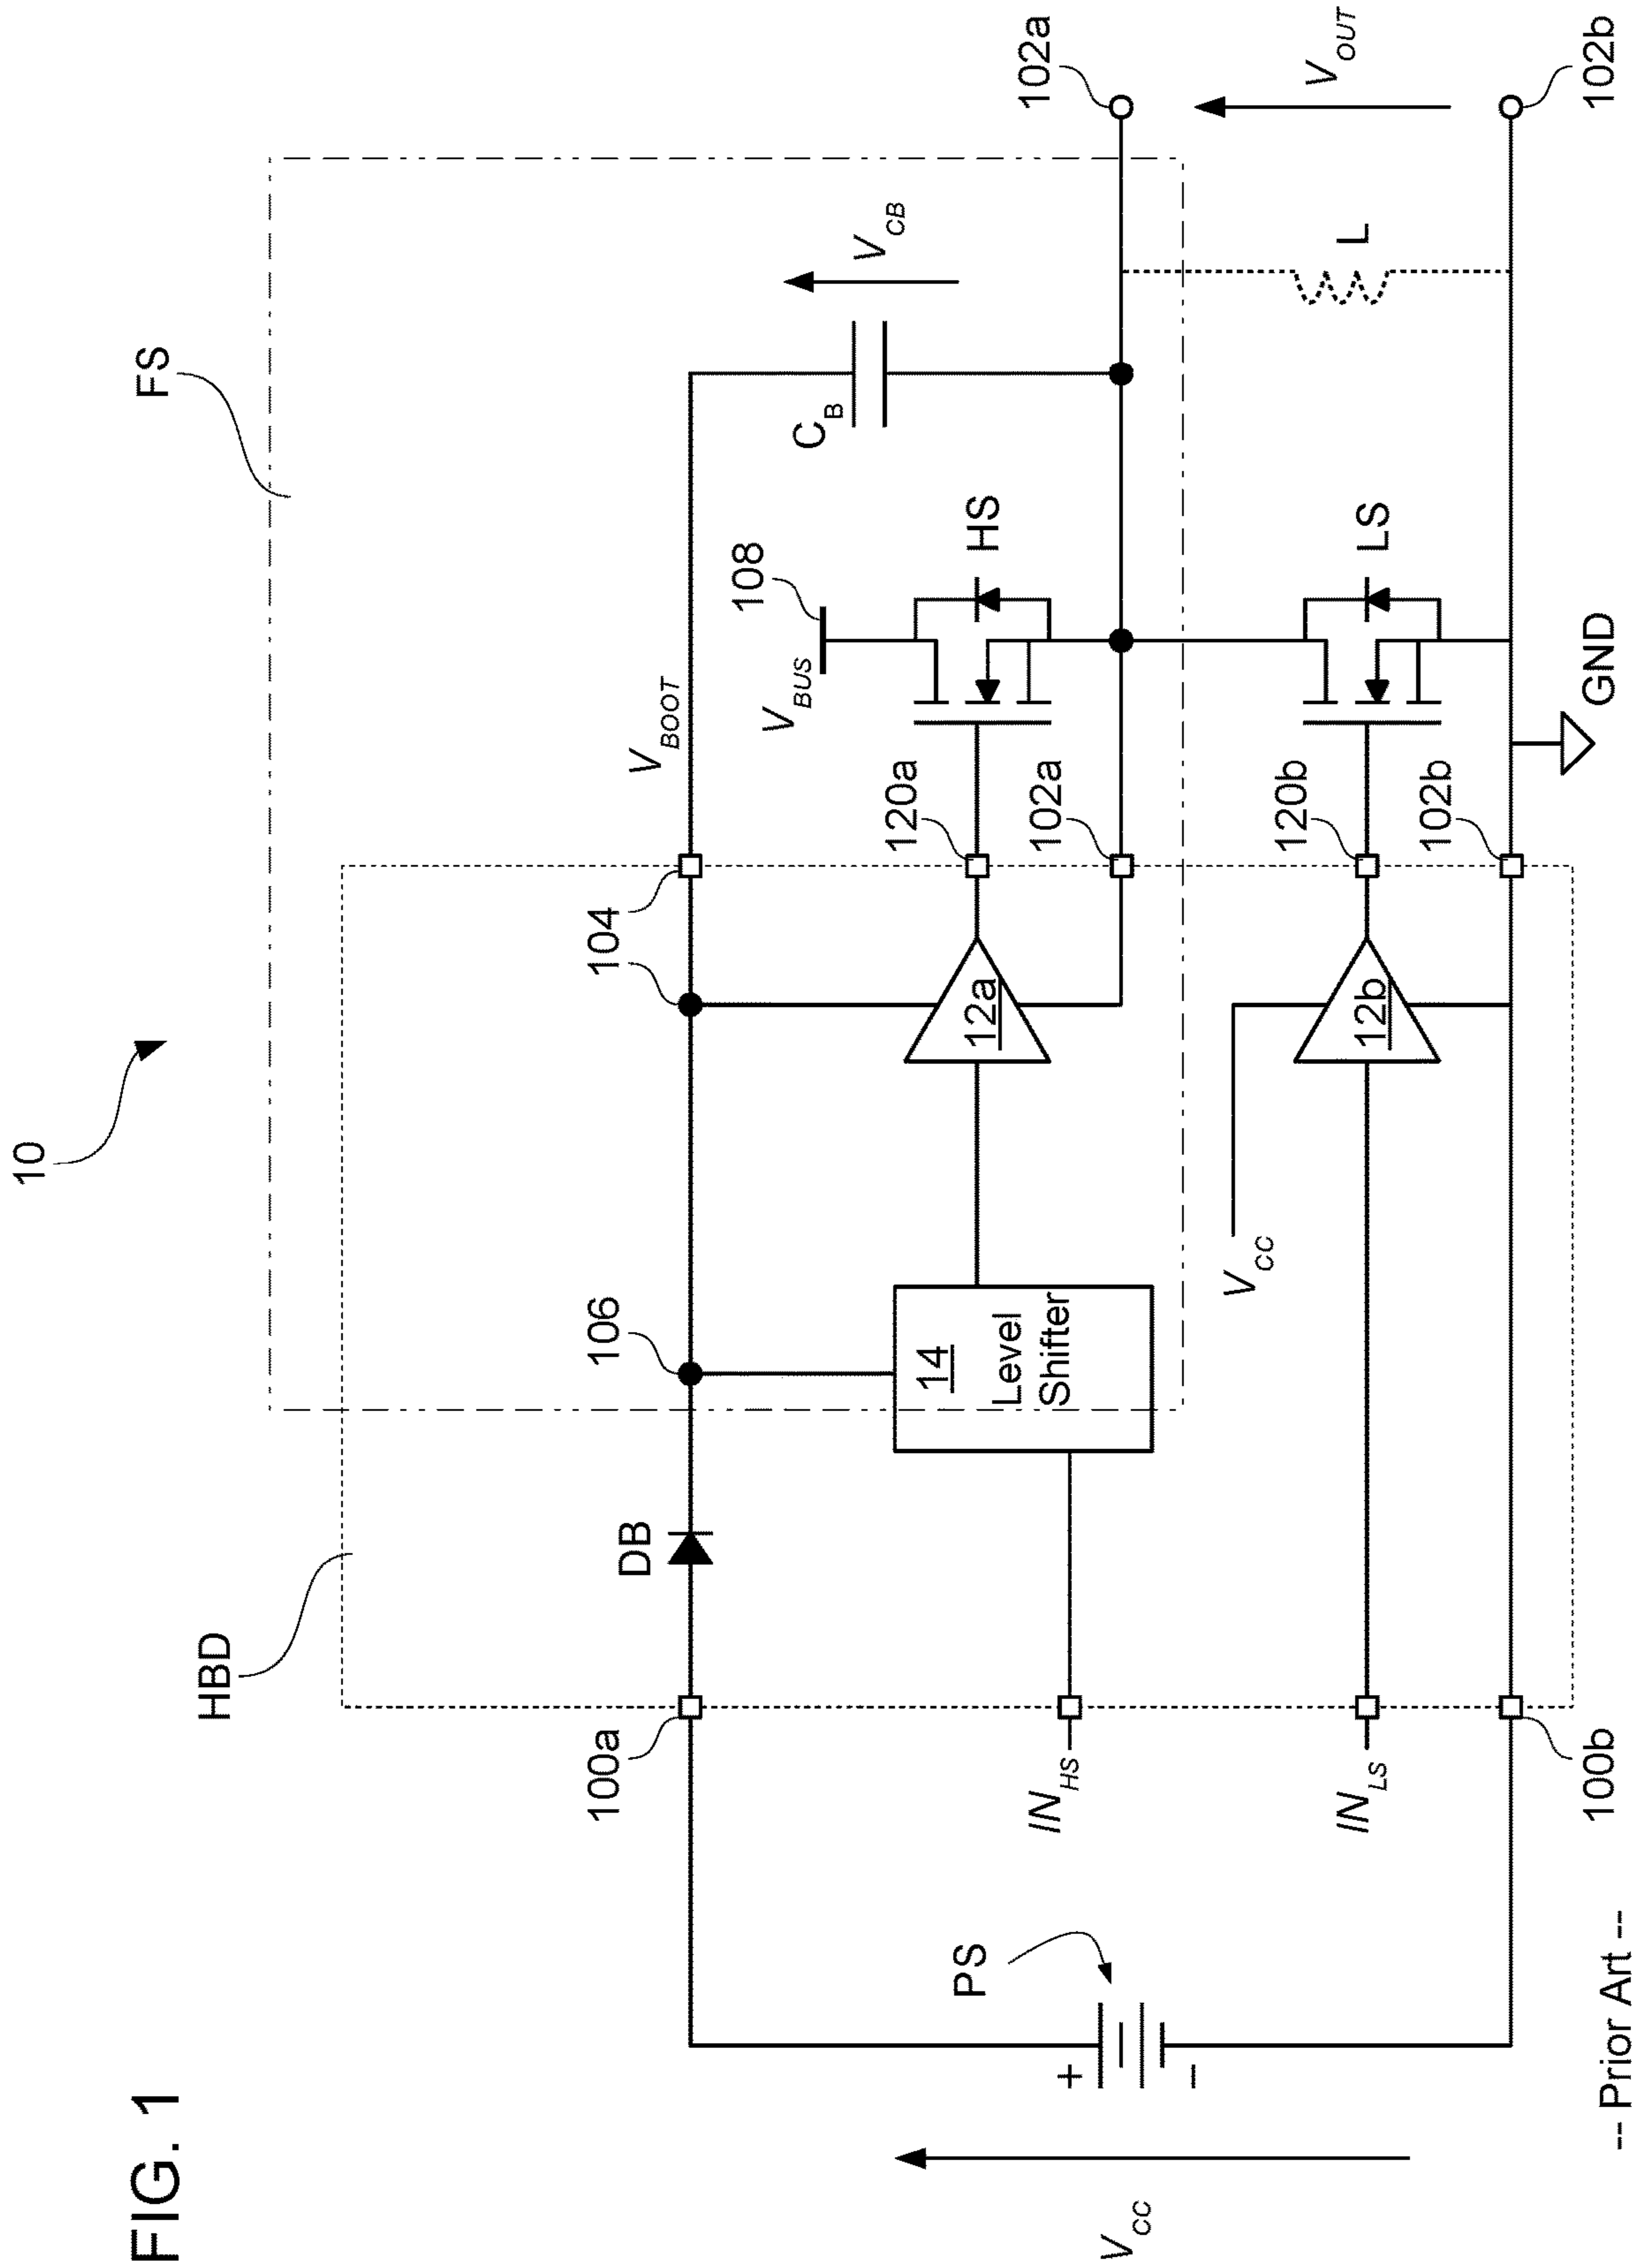 FIG. 1
10
FS
HBD
DB
106
104
V_BOOT
108
V_BUS
C_B
V_CB
102a
100a
14
Level
Shifter
12a
120a
102a
HS
PS
+
−
V_CC
IN_HS
V_CC
IN_LS
12b
120b
LS
L
V_OUT
100b
102b
GND
102b
-- Prior Art --